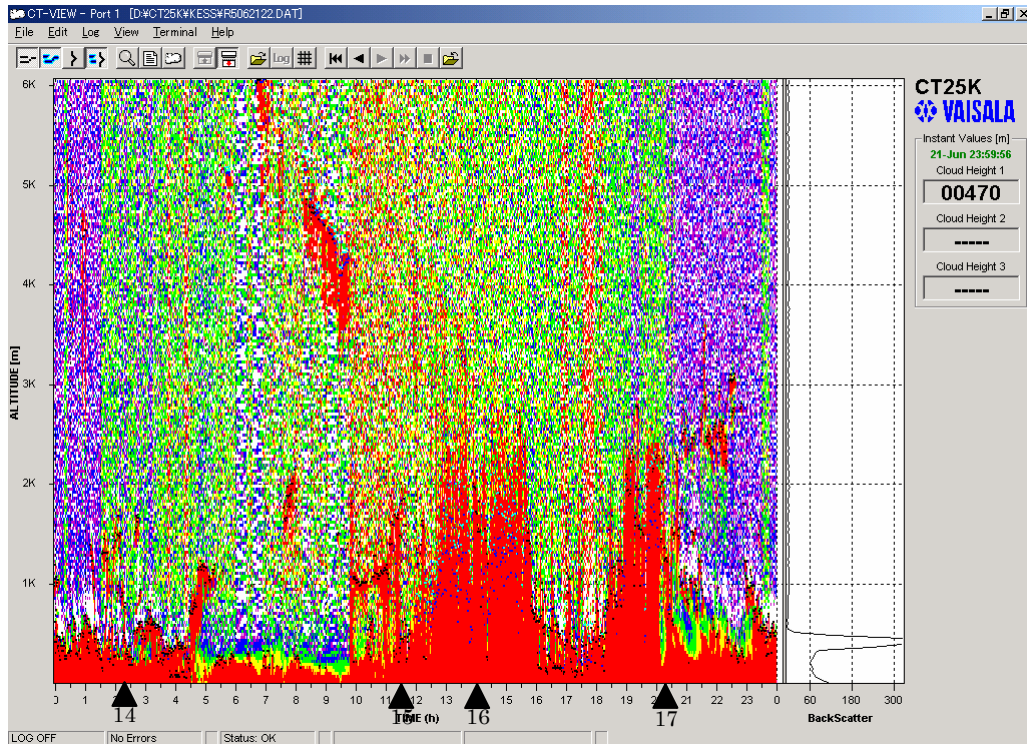 CT-VIEW - Port 1 [D:¥CT25K¥KESS¥R5062122.DAT]
File Edit Log View Terminal Help
Log
CT25K
VAISALA
Instant Values [m]
21-Jun 23:59:56
Cloud Height 1
00470
Cloud Height 2
-----
Cloud Height 3
-----
ALTITUDE [m]
6K
5K
4K
3K
2K
1K
0 1 2 3 4 5 6 7 8 9 10 11 12 13 14 15 16 17 18 19 20 21 22 23 0
TIME (h)
14 15 16 17
0 60 120 180 240 300
BackScatter
LOG OFF No Errors Status: OK